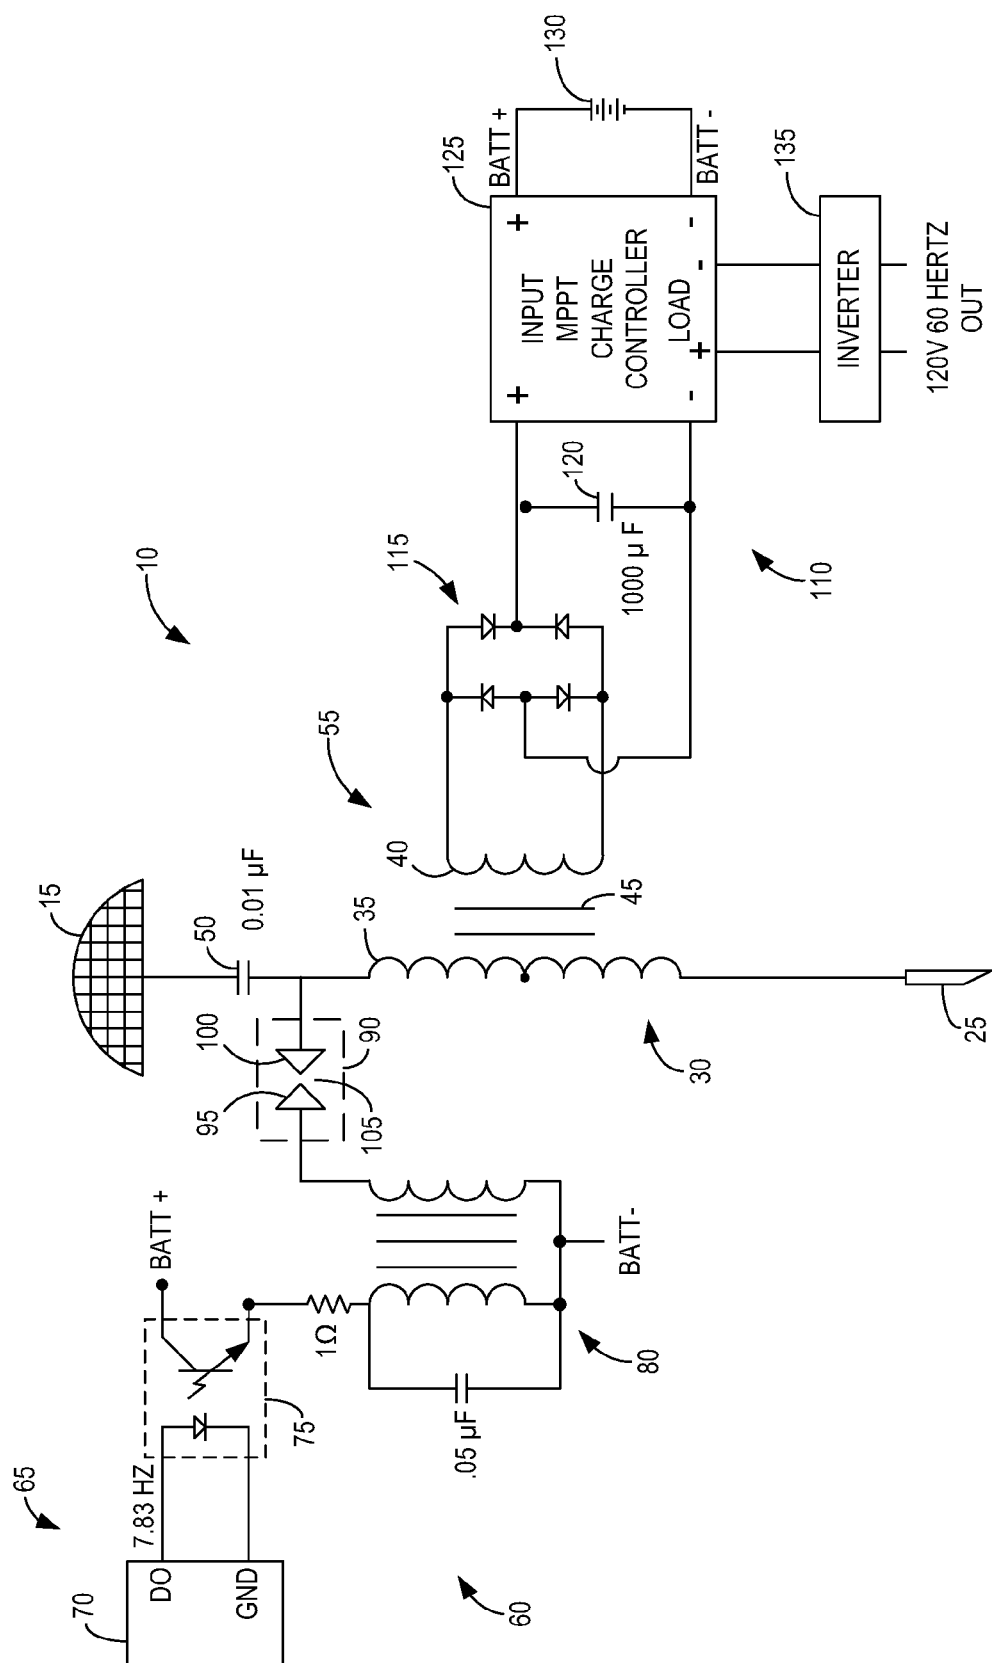 10
65
70
DO
GND
7.83 HZ
75
BATT +
1Ω
.05 µF
80
BATT-
60
95
100
105
90
15
50
0.01 µF
35
40
45
30
25
55
115
120
1000 µ F
110
125
+ +
INPUT
MPPT
CHARGE
CONTROLLER
LOAD
- + - -
BATT +
BATT -
130
135
INVERTER
120V 60 HERTZ
OUT